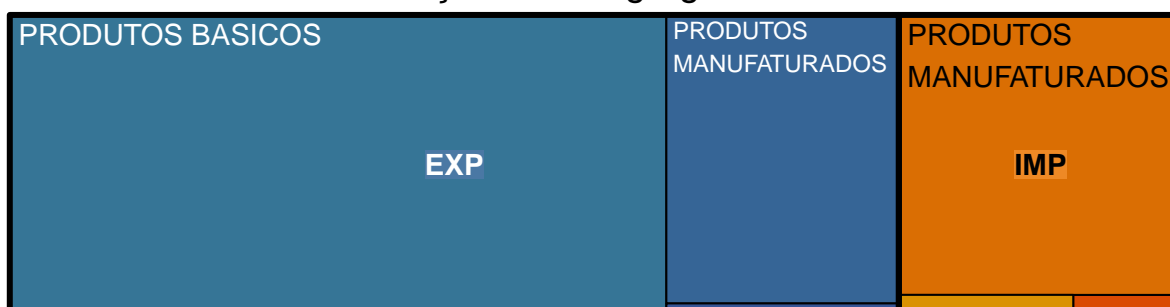 PRODUTOS BASICOS
PRODUTOS
MANUFATURADOS
PRODUTOS
MANUFATURADOS
EXP
IMP